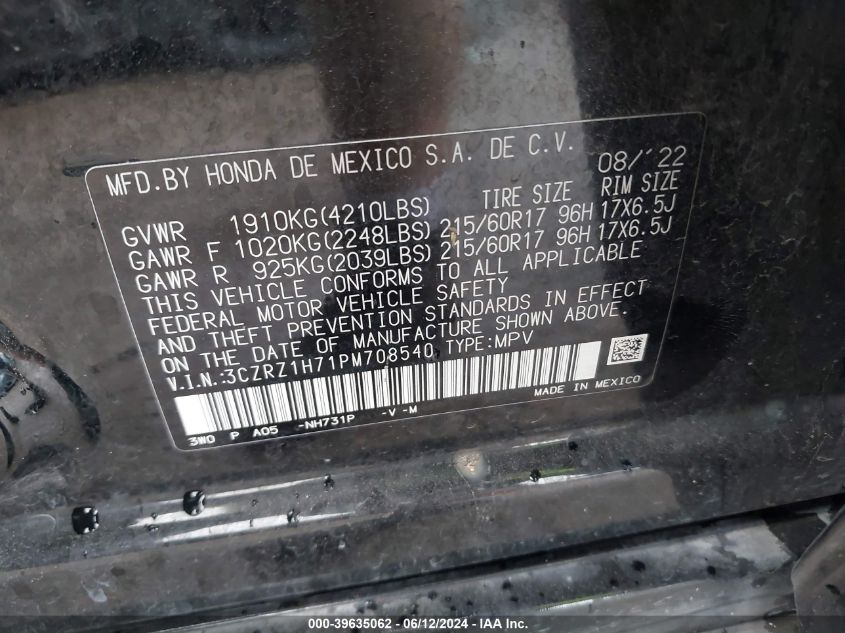 MFD.BY HONDA DE MEXICO S.A. DE C.V. 08/'22
TIRE SIZE RIM SIZE
GVWR 1910KG(4210LBS)
GAWR F 1020KG(2248LBS) 215/60R17 96H 17X6.5J
GAWR R 925KG(2039LBS) 215/60R17 96H 17X6.5J
THIS VEHICLE CONFORMS TO ALL APPLICABLE
FEDERAL MOTOR VEHICLE SAFETY
AND THEFT PREVENTION STANDARDS IN EFFECT
ON THE DATE OF MANUFACTURE SHOWN ABOVE.
V.I.N.:3CZRZ1H71PM708540 TYPE:MPV
MADE IN MEXICO
3W0 P A05 -NH731P -V -M
000-39635062 - 06/12/2024 - IAA Inc.